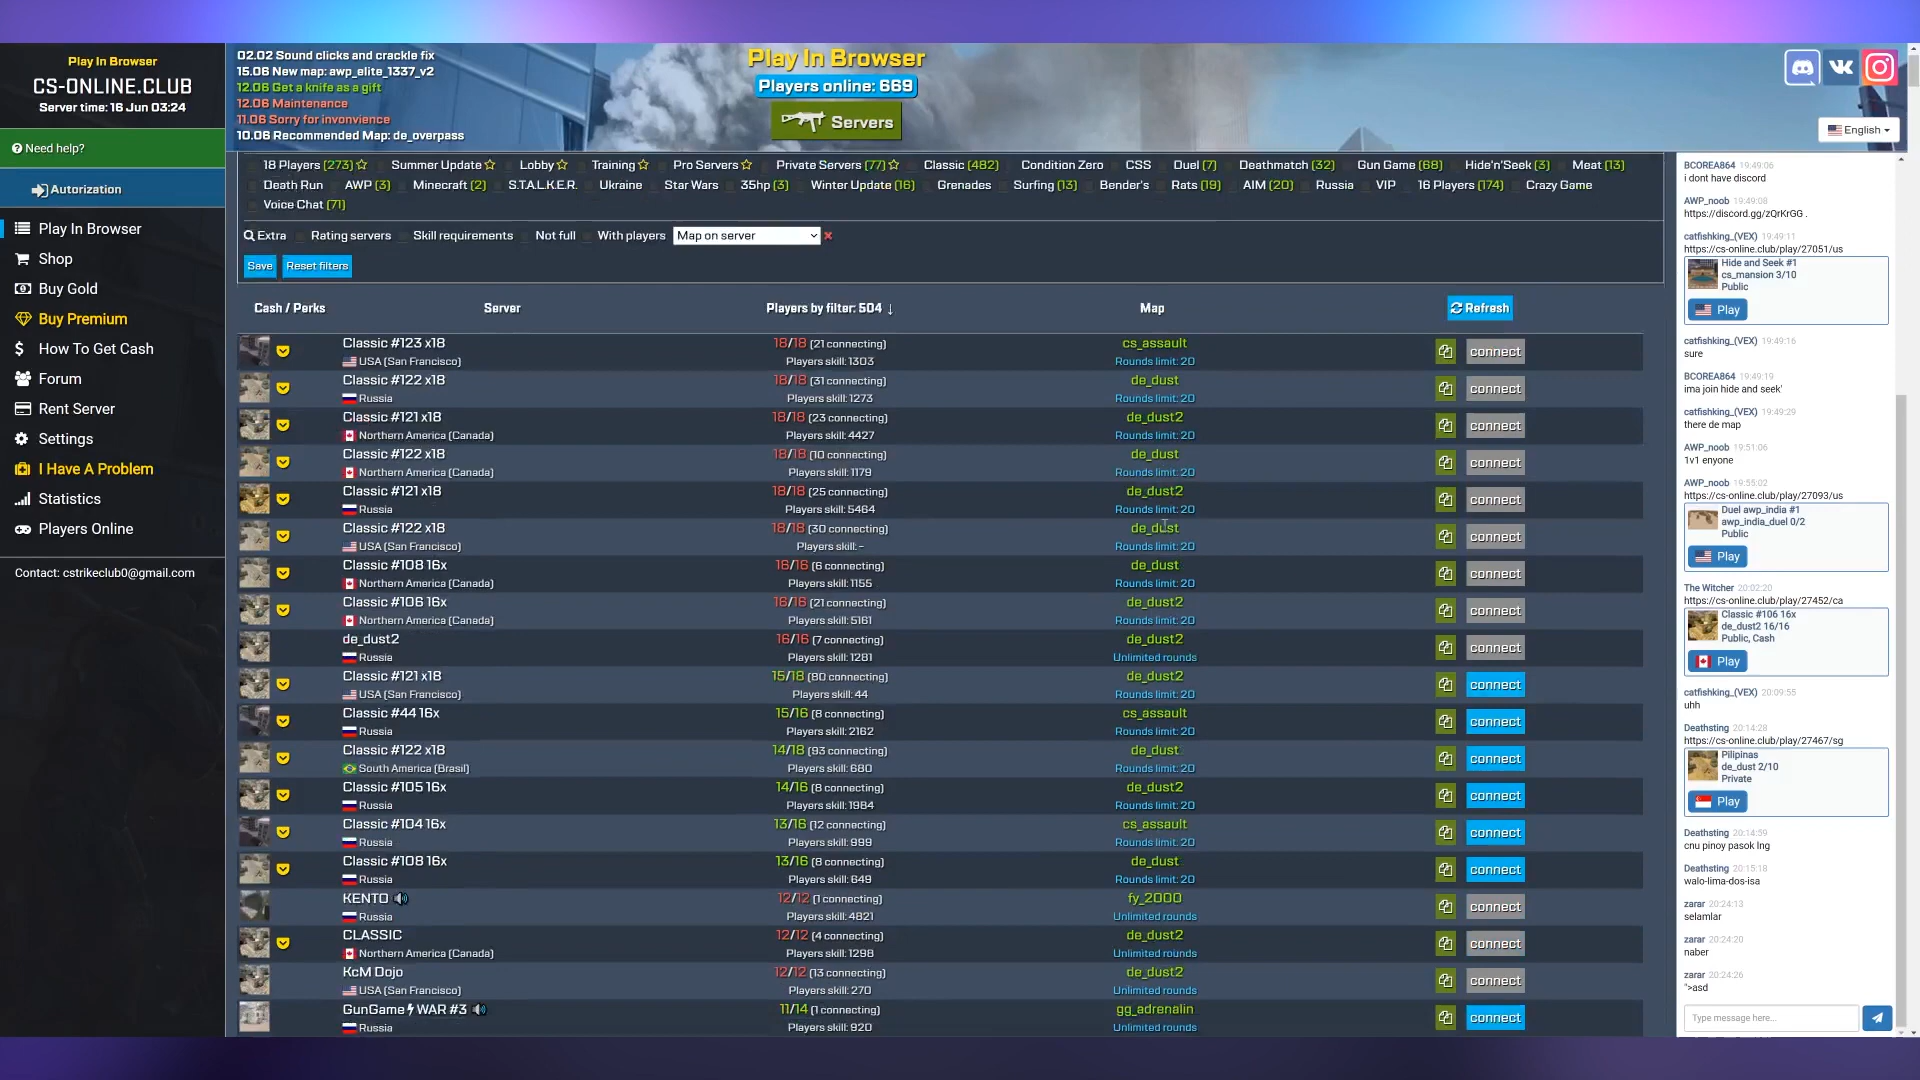 Play In Browser
CS-ONLINE.CLUB
Server time: 16 Jun 03:24
Need help?
Autorization
Play In Browser
Shop
Buy Gold
Buy Premium
How To Get Cash
Forum
Rent Server
Settings
I Have A Problem
Statistics
Players Online
Contact: cstrikeclub0@gmail.com
02.02 Sound clicks and crackle fix
15.06 New map: awp_elite_1337_v2
12.06 Get a knife as a gift
12.06 Maintenance
11.06 Sorry for invonvience
10.06 Recommended Map: de_overpass
Play In Browser
Players online: 669
Servers
English
18 Players (273) Summer Update Lobby Training Pro Servers Private Servers (77) Classic (482) Condition Zero CSS Duel (7) Deathmatch (32) Gun Game (68) Hide'n'Seek (3) Meat (13)
Death Run AWP (3) Minecraft (2) S.T.A.L.K.E.R. Ukraine Star Wars 35hp (3) Winter Update (16) Grenades Surfing (13) Bender's Rats (19) AIM (20) Russia VIP 16 Players (174) Crazy Game
Voice Chat (71)
Extra Rating servers Skill requirements Not full With players Map on server
Save Reset filters
Cash / Perks Server Players by filter: 504 ↓ Map Refresh
Classic #123 x18 18/18 (21 connecting) cs_assault connect
USA (San Francisco) Players skill: 1303 Rounds limit: 20
Classic #122 x18 18/18 (31 connecting) de_dust connect
Russia Players skill: 1273 Rounds limit: 20
Classic #121 x18 18/18 (23 connecting) de_dust2 connect
Northern America (Canada) Players skill: 4427 Rounds limit: 20
Classic #122 x18 18/18 (10 connecting) de_dust connect
Northern America (Canada) Players skill: 1179 Rounds limit: 20
Classic #121 x18 18/18 (25 connecting) de_dust2 connect
Russia Players skill: 5464 Rounds limit: 20
Classic #122 x18 18/18 (30 connecting) de_dust connect
USA (San Francisco) Players skill: - Rounds limit: 20
Classic #108 16x 16/16 (6 connecting) de_dust connect
Northern America (Canada) Players skill: 1155 Rounds limit: 20
Classic #106 16x 16/16 (21 connecting) de_dust2 connect
Northern America (Canada) Players skill: 5161 Rounds limit: 20
de_dust2 16/16 (7 connecting) de_dust2 connect
Russia Players skill: 1281 Unlimited rounds
Classic #121 x18 15/18 (80 connecting) de_dust2 connect
USA (San Francisco) Players skill: 44 Rounds limit: 20
Classic #44 16x 15/16 (8 connecting) cs_assault connect
Russia Players skill: 2162 Rounds limit: 20
Classic #122 x18 14/18 (93 connecting) de_dust connect
South America (Brasil) Players skill: 680 Rounds limit: 20
Classic #105 16x 14/16 (8 connecting) de_dust2 connect
Russia Players skill: 1984 Rounds limit: 20
Classic #104 16x 13/16 (12 connecting) cs_assault connect
Russia Players skill: 999 Rounds limit: 20
Classic #108 16x 13/16 (8 connecting) de_dust connect
Russia Players skill: 649 Rounds limit: 20
KENTO 12/12 (1 connecting) fy_2000 connect
Russia Players skill: 4821 Unlimited rounds
CLASSIC 12/12 (4 connecting) de_dust2 connect
Northern America (Canada) Players skill: 1298 Unlimited rounds
KcM Dojo 12/12 (13 connecting) de_dust2 connect
USA (San Francisco) Players skill: 270 Unlimited rounds
GunGame WAR #3 11/14 (1 connecting) gg_adrenalin connect
Russia Players skill: 920 Unlimited rounds
BCOREA864 19:49:06
i dont have discord
AWP_noob 19:49:08
https://discord.gg/zQrKrGG .
catfishking_(VEX) 19:49:11
https://cs-online.club/play/27051/us
Hide and Seek #1
cs_mansion 3/10
Public
Play
catfishking_(VEX) 19:49:16
sure
BCOREA864 19:49:19
ima join hide and seek'
catfishking_(VEX) 19:49:29
there de map
AWP_noob 19:51:06
1v1 enyone
AWP_noob 19:55:02
https://cs-online.club/play/27093/us
Duel awp_india #1
awp_india_duel 0/2
Public
Play
The Witcher 20:02:20
https://cs-online.club/play/27452/ca
Classic #106 16x
de_dust2 16/16
Public, Cash
Play
catfishking_(VEX) 20:09:55
uhh
Deathsting 20:14:28
https://cs-online.club/play/27467/sg
Pilipinas
de_dust 2/10
Private
Play
Deathsting 20:14:59
cnu pinoy pasok lng
Deathsting 20:15:18
walo-lima-dos-isa
zarar 20:24:13
selamlar
zarar 20:24:20
naber
zarar 20:24:26
">asd
Type message here...